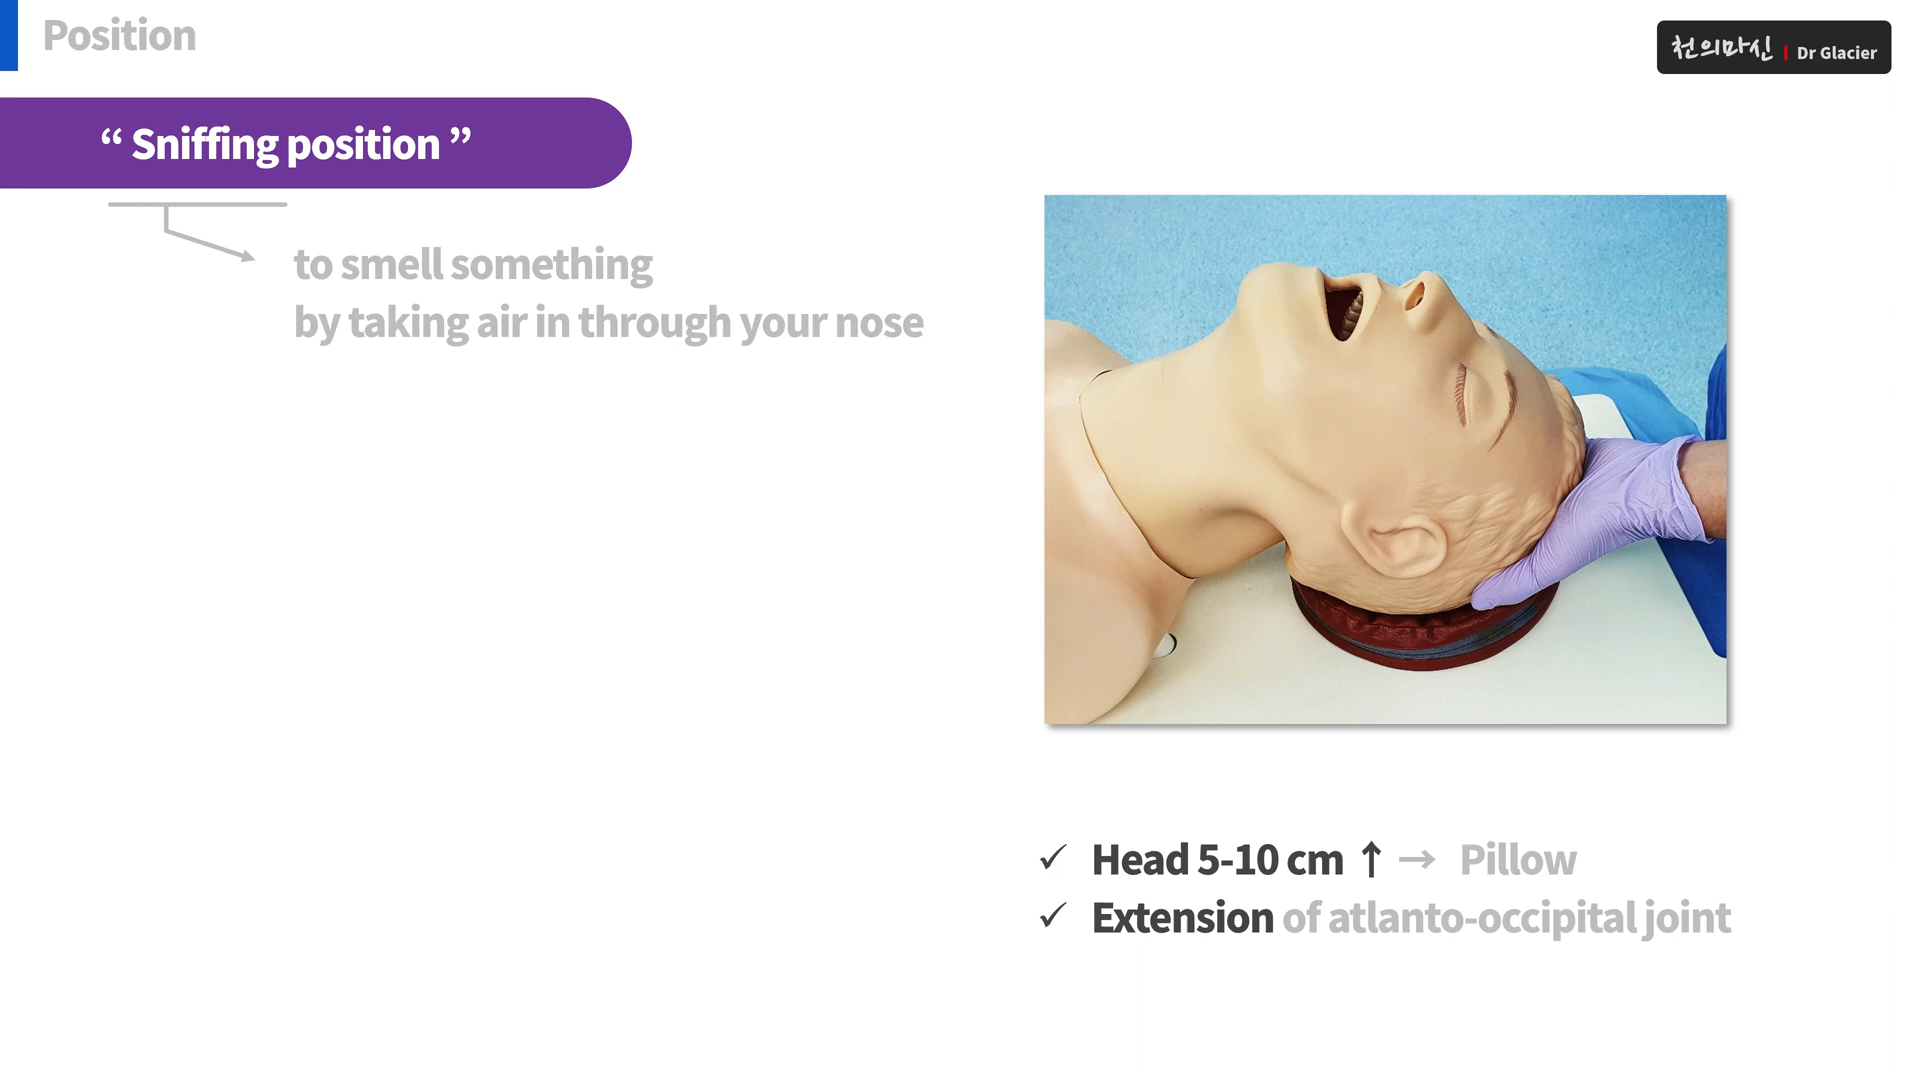 Position
천의마신 | Dr Glacier
“ Sniffing position ”
to smell something
by taking air in through your nose
✓ Head 5-10 cm ↑ → Pillow
✓ Extension of atlanto-occipital joint